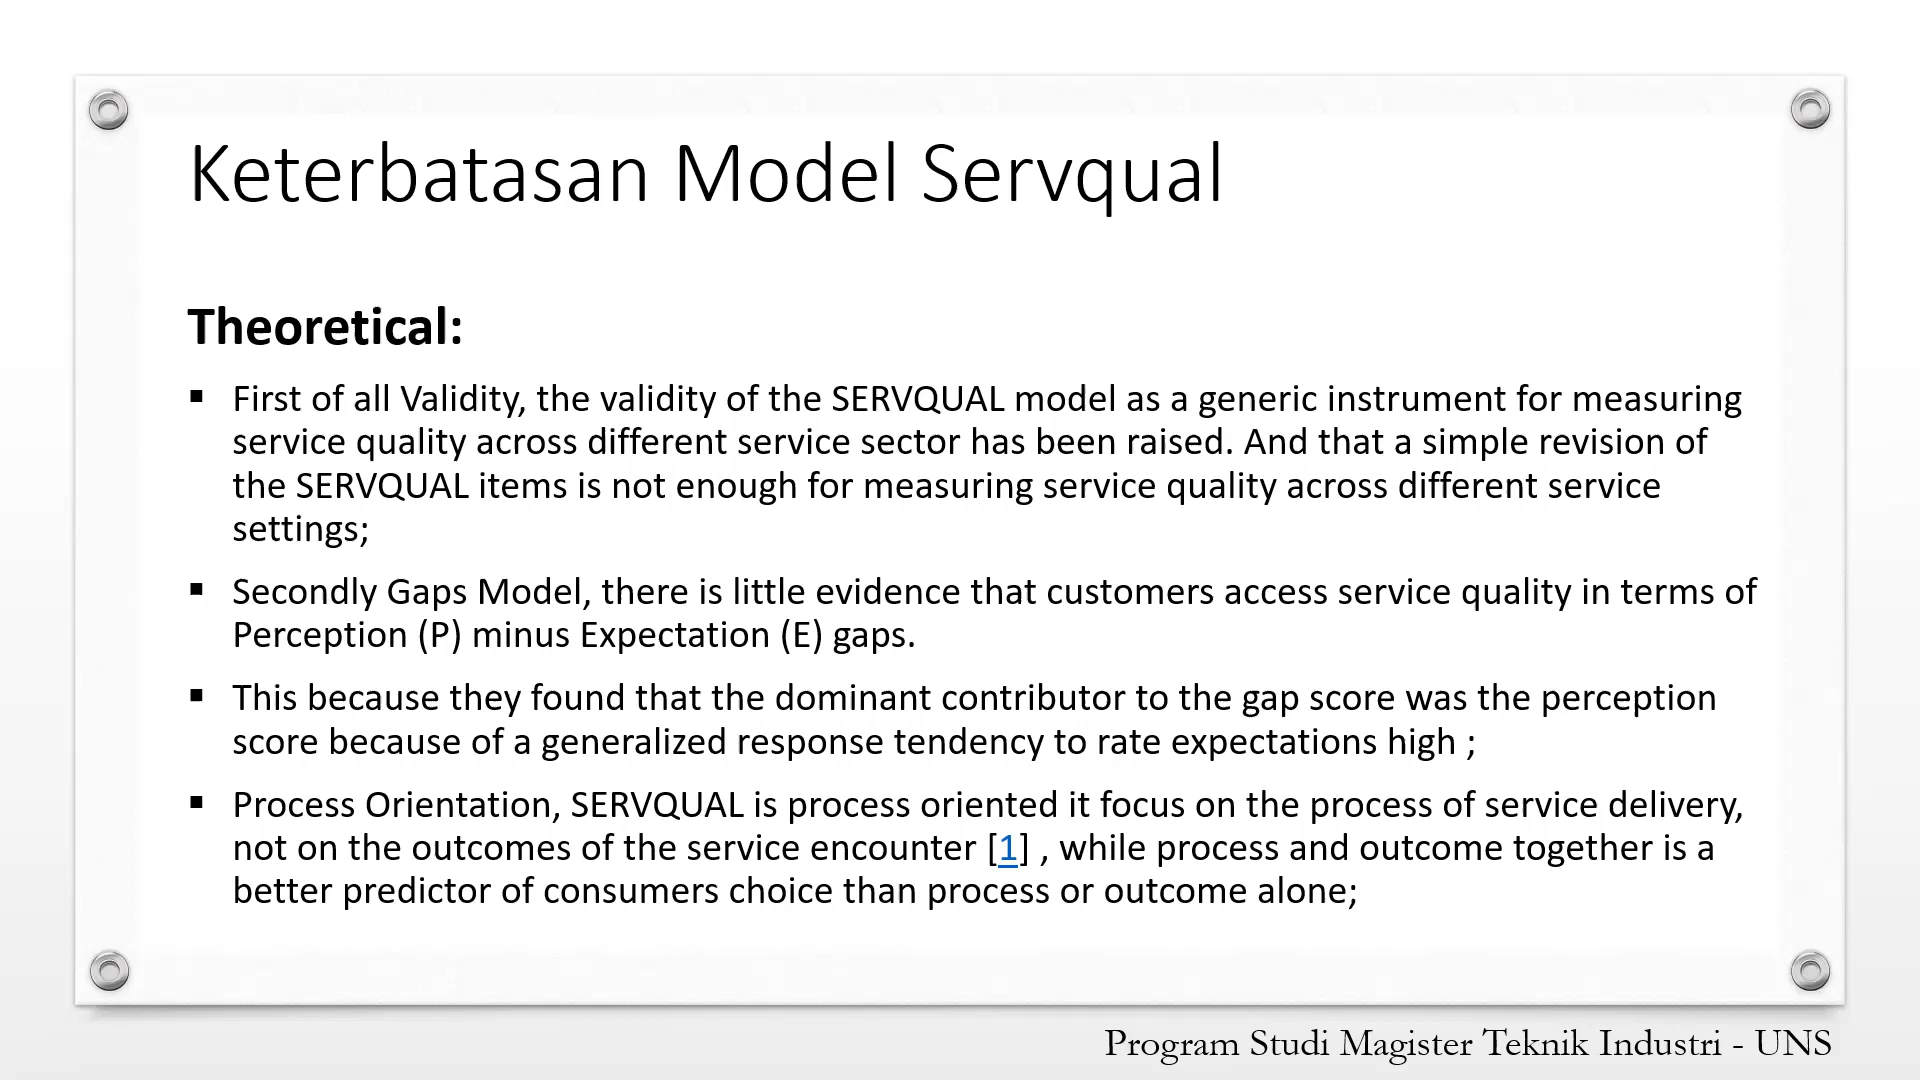 Keterbatasan Model Servqual
Theoretical:
▪ First of all Validity, the validity of the SERVQUAL model as a generic instrument for measuring
service quality across different service sector has been raised. And that a simple revision of
the SERVQUAL items is not enough for measuring service quality across different service
settings;
▪ Secondly Gaps Model, there is little evidence that customers access service quality in terms of
Perception (P) minus Expectation (E) gaps.
▪ This because they found that the dominant contributor to the gap score was the perception
score because of a generalized response tendency to rate expectations high ;
▪ Process Orientation, SERVQUAL is process oriented it focus on the process of service delivery,
not on the outcomes of the service encounter [1] , while process and outcome together is a
better predictor of consumers choice than process or outcome alone;
Program Studi Magister Teknik Industri - UNS